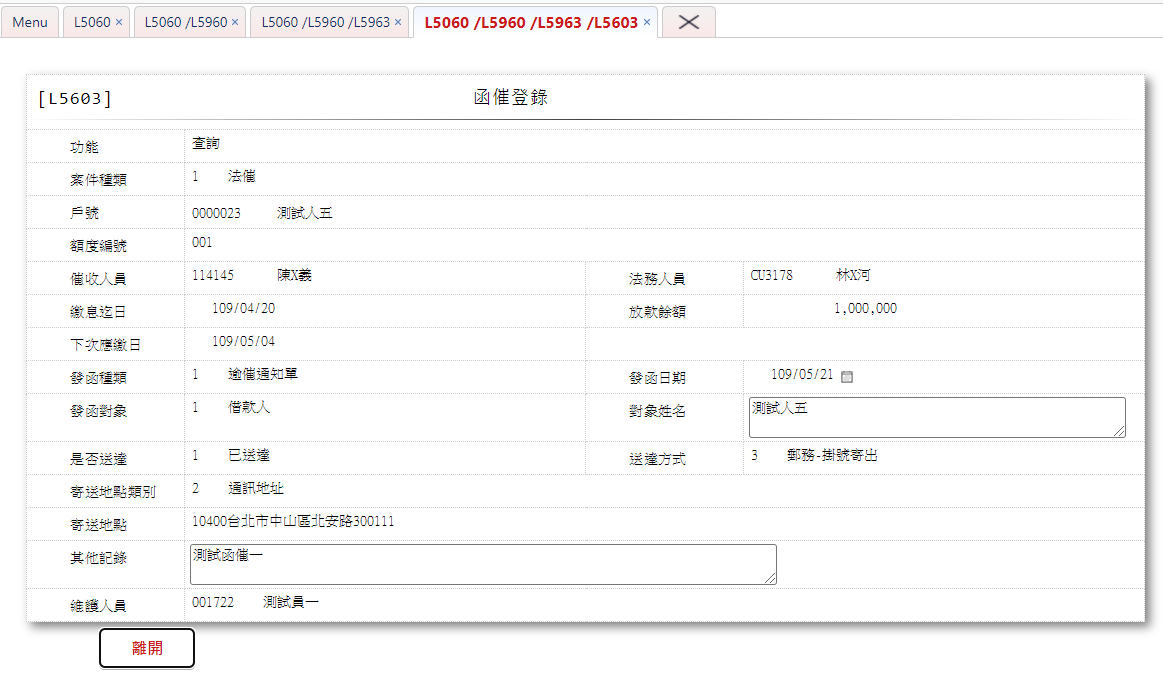 Menu L5060 × L5060 /L5960 × L5060 /L5960 /L5963 × L5060 /L5960 /L5963 /L5603 ×
[L5603] 函催登錄
功能 查詢
案件種類 1 法催
戶號 0000023 測試人五
額度編號 001
催收人員 114145 陳X義 法務人員 CU3178 林X河
繳息迄日 109/04/20 放款餘額 1,000,000
下次應繳日 109/05/04
發函種類 1 逾催通知單 發函日期 109/05/21
發函對象 1 借款人 對象姓名 測試人五
是否送達 1 已送達 送達方式 3 郵務-掛號寄出
寄送地點類別 2 通訊地址
寄送地點 10400台北市中山區北安路300111
其他記錄 測試函催一
維護人員 001722 測試員一
離開